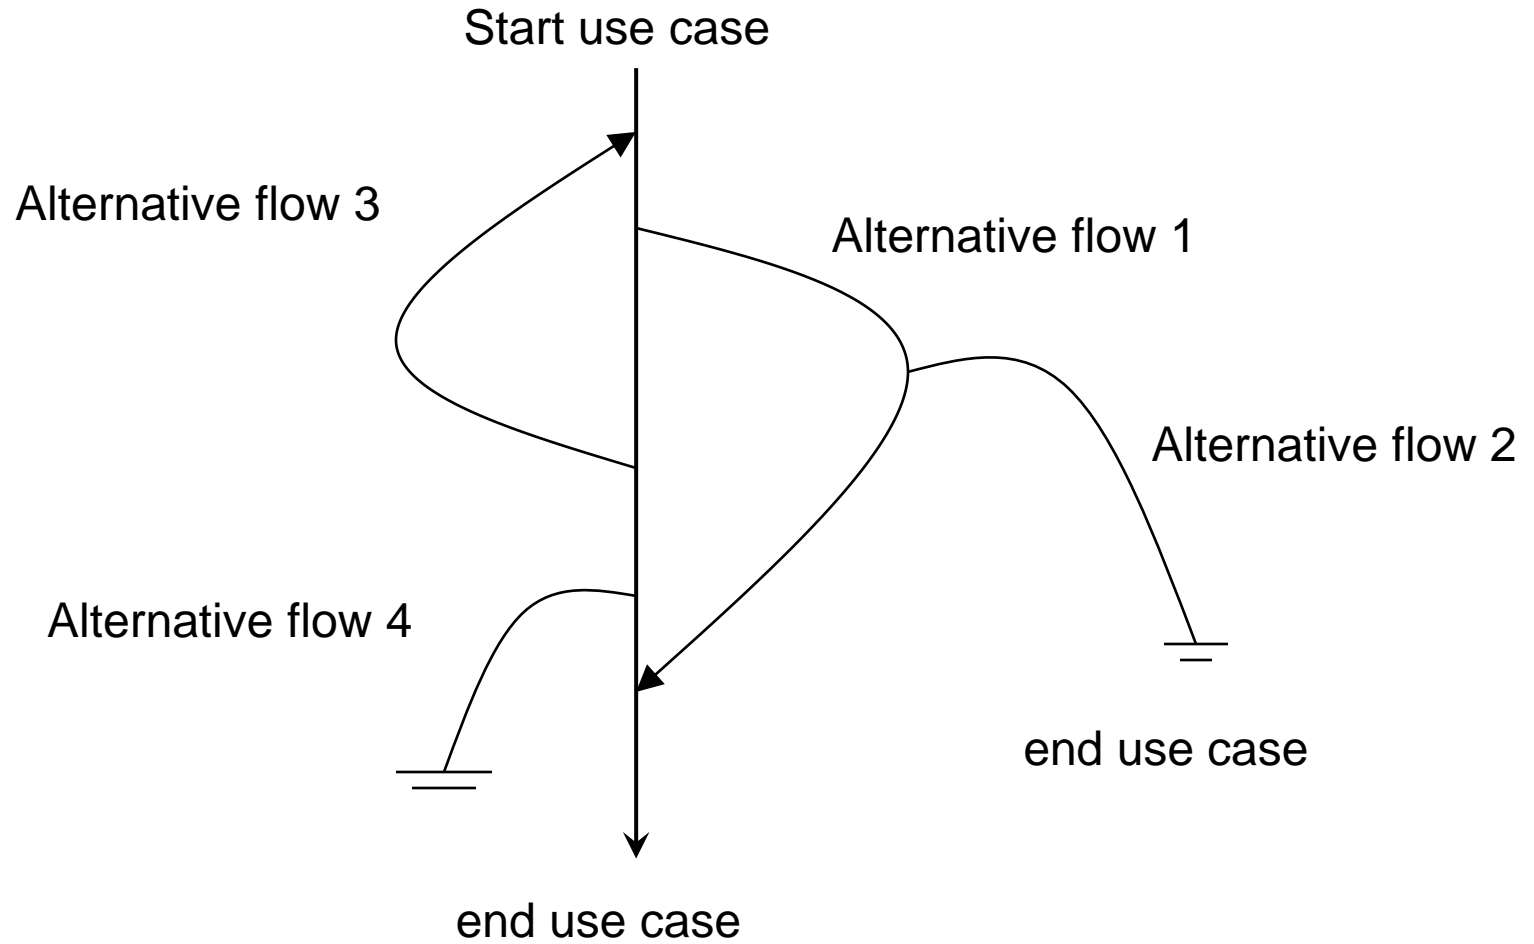 Start use case
Alternative flow 3
Alternative flow 1
Alternative flow 2
Alternative flow 4
end use case
end use case